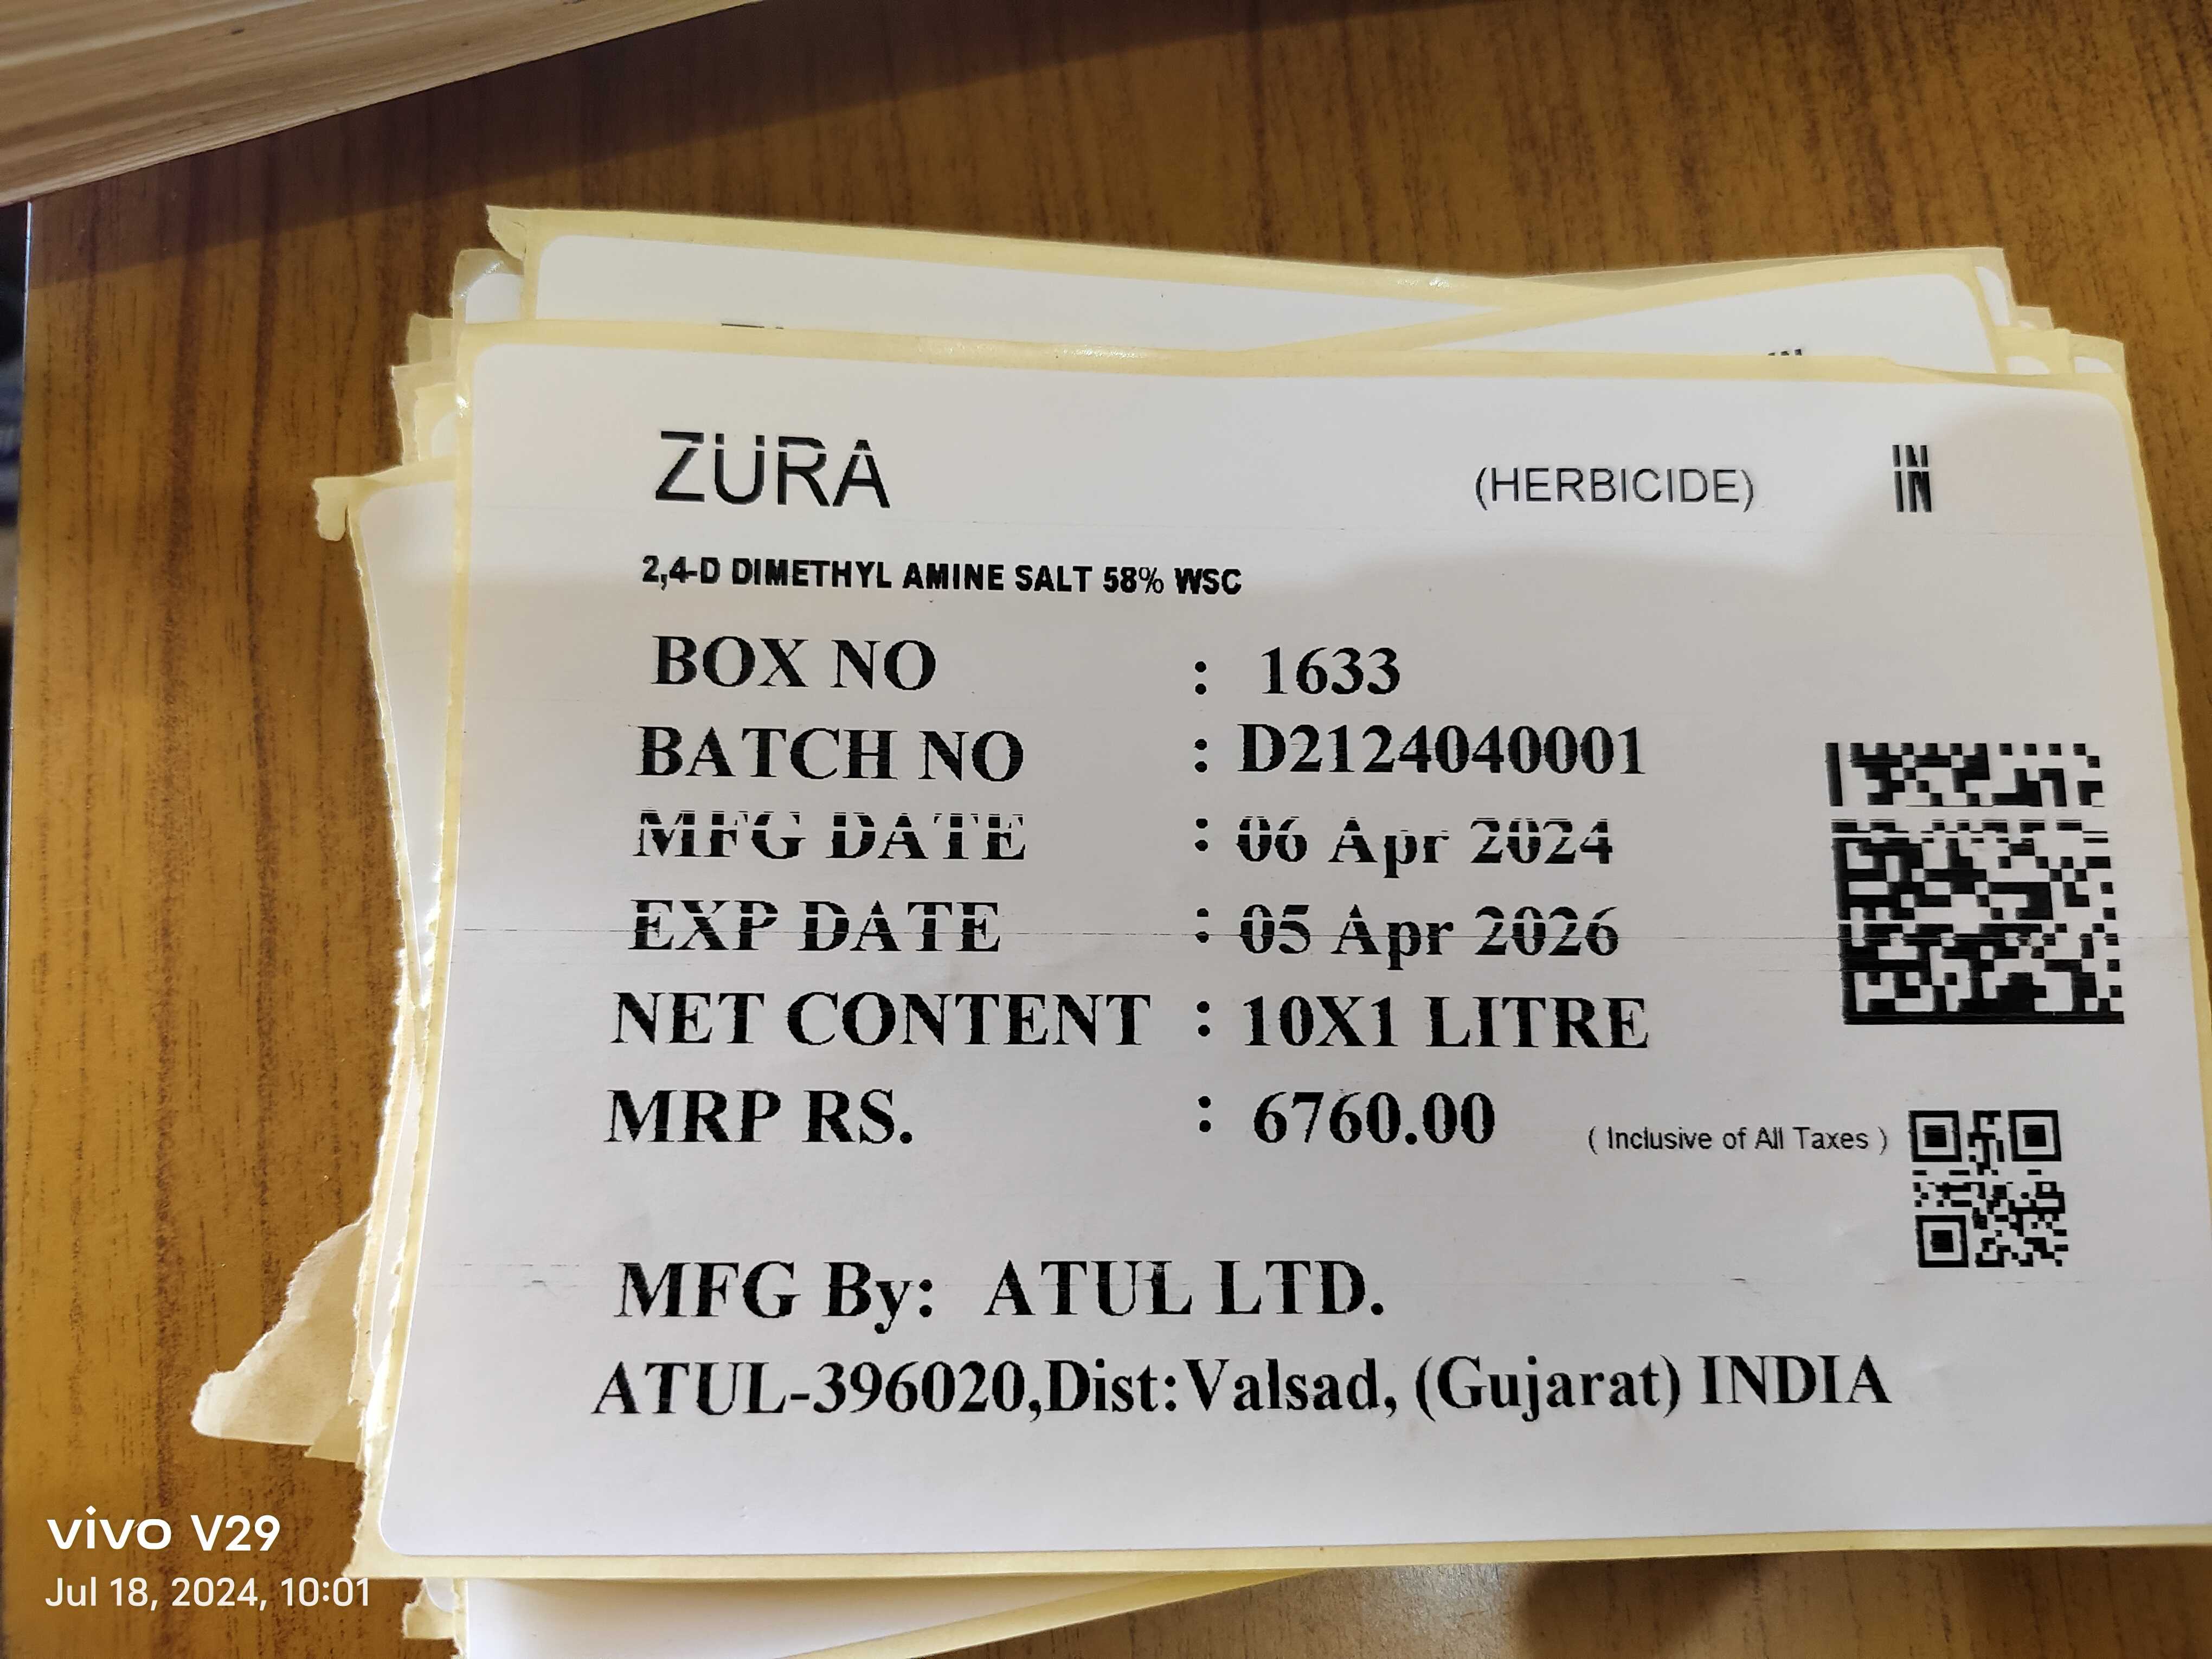 ZURA (HERBICIDE) IN
2,4-D DIMETHYL AMINE SALT 58% WSC
BOX NO : 1633
BATCH NO : D2124040001
MFG DATE : 06 Apr 2024
EXP DATE : 05 Apr 2026
NET CONTENT : 10X1 LITRE
MRP RS. : 6760.00 ( Inclusive of All Taxes )
MFG By: ATUL LTD.
ATUL-396020,Dist:Valsad, (Gujarat) INDIA
vivo V29
Jul 18, 2024, 10:01